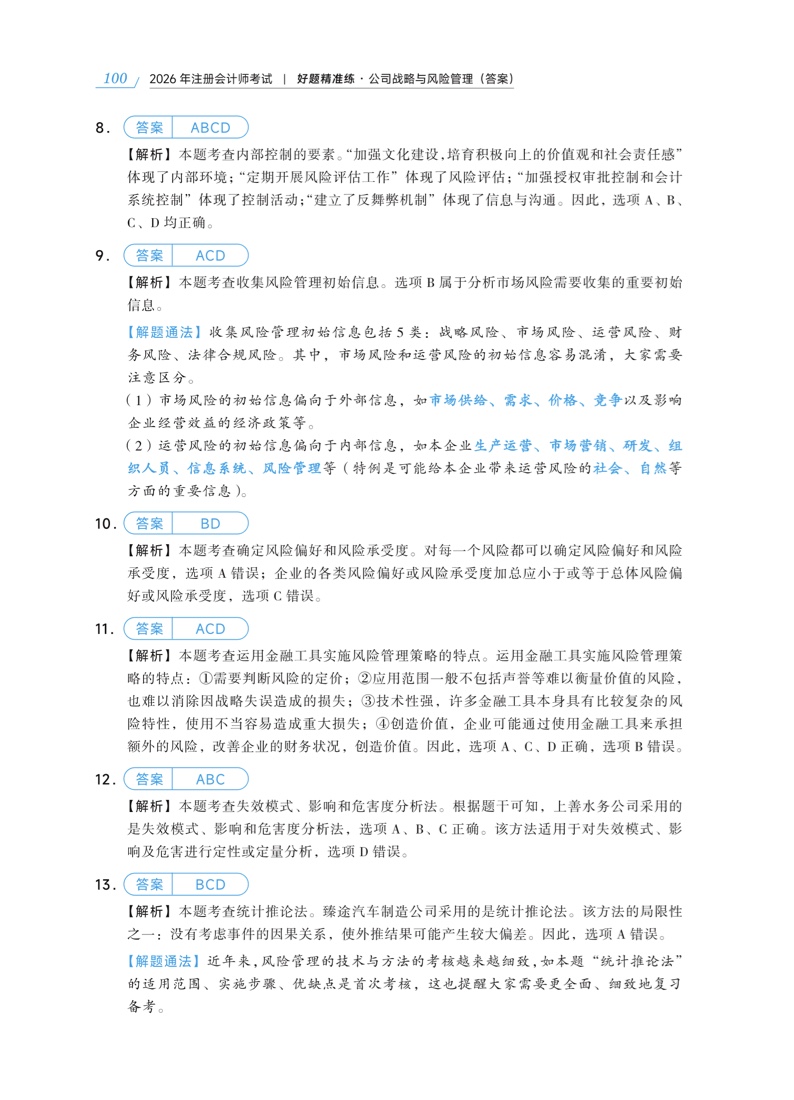 100 2026 年注册会计师考试 | 好题精准练 · 公司战略与风险管理（答案）
8. 答案 ABCD
【解析】本题考查内部控制的要素。“加强文化建设，培育积极向上的价值观和社会责任感”
体现了内部环境；“定期开展风险评估工作”体现了风险评估；“加强授权审批控制和会计
系统控制”体现了控制活动；“建立了反舞弊机制”体现了信息与沟通。因此，选项 A、B、
C、D 均正确。
9. 答案 ACD
【解析】本题考查收集风险管理初始信息。选项 B 属于分析市场风险需要收集的重要初始
信息。
【解题通法】收集风险管理初始信息包括 5 类：战略风险、市场风险、运营风险、财
务风险、法律合规风险。其中，市场风险和运营风险的初始信息容易混淆，大家需要
注意区分。
（1）市场风险的初始信息偏向于外部信息，如市场供给、需求、价格、竞争以及影响
企业经营效益的经济政策等。
（2）运营风险的初始信息偏向于内部信息，如本企业生产运营、市场营销、研发、组
织人员、信息系统、风险管理等（特例是可能给本企业带来运营风险的社会、自然等
方面的重要信息）。
10. 答案 BD
【解析】本题考查确定风险偏好和风险承受度。对每一个风险都可以确定风险偏好和风险
承受度，选项 A 错误；企业的各类风险偏好或风险承受度加总应小于或等于总体风险偏
好或风险承受度，选项 C 错误。
11. 答案 ACD
【解析】本题考查运用金融工具实施风险管理策略的特点。运用金融工具实施风险管理策
略的特点：①需要判断风险的定价；②应用范围一般不包括声誉等难以衡量价值的风险，
也难以消除因战略失误造成的损失；③技术性强，许多金融工具本身具有比较复杂的风
险特性，使用不当容易造成重大损失；④创造价值，企业可能通过使用金融工具来承担
额外的风险，改善企业的财务状况，创造价值。因此，选项 A、C、D 正确，选项 B 错误。
12. 答案 ABC
【解析】本题考查失效模式、影响和危害度分析法。根据题干可知，上善水务公司采用的
是失效模式、影响和危害度分析法，选项 A、B、C 正确。该方法适用于对失效模式、影
响及危害进行定性或定量分析，选项 D 错误。
13. 答案 BCD
【解析】本题考查统计推论法。臻途汽车制造公司采用的是统计推论法。该方法的局限性
之一：没有考虑事件的因果关系，使外推结果可能产生较大偏差。因此，选项 A 错误。
【解题通法】近年来，风险管理的技术与方法的考核越来越细致，如本题“统计推论法”
的适用范围、实施步骤、优缺点是首次考核，这也提醒大家需要更全面、细致地复习
备考。